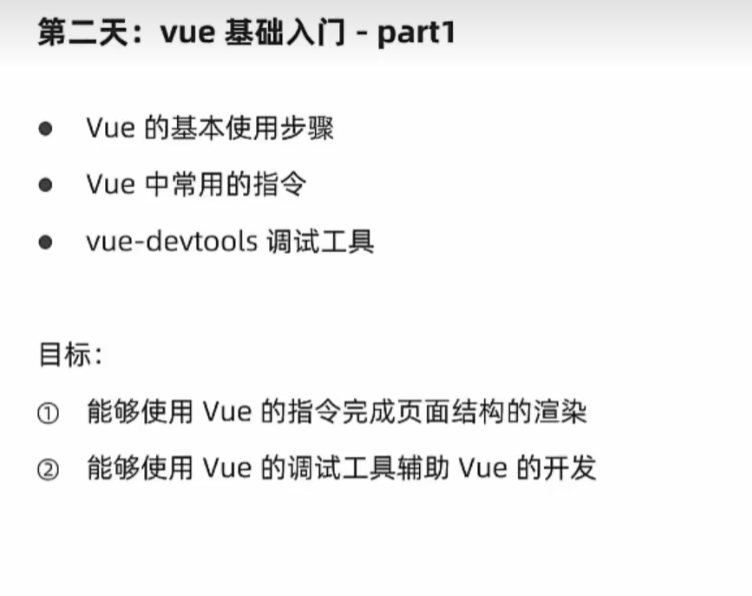 第二天：vue 基础入门 - part1
● Vue 的基本使用步骤
● Vue 中常用的指令
● vue-devtools 调试工具
目标：
① 能够使用 Vue 的指令完成页面结构的渲染
② 能够使用 Vue 的调试工具辅助 Vue 的开发